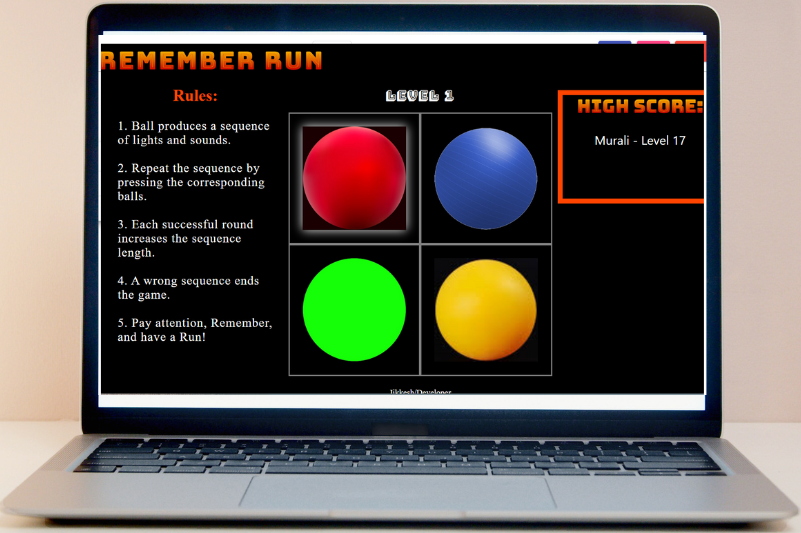 REMEMBER RUN
Rules:
1. Ball produces a sequence
of lights and sounds.
2. Repeat the sequence by
pressing the corresponding
balls.
3. Each successful round
increases the sequence
length.
4. A wrong sequence ends
the game.
5. Pay attention, Remember,
and have a Run!
LEVEL 1
HIGH SCORE:
Murali - Level 17
Jikkesh/Developer